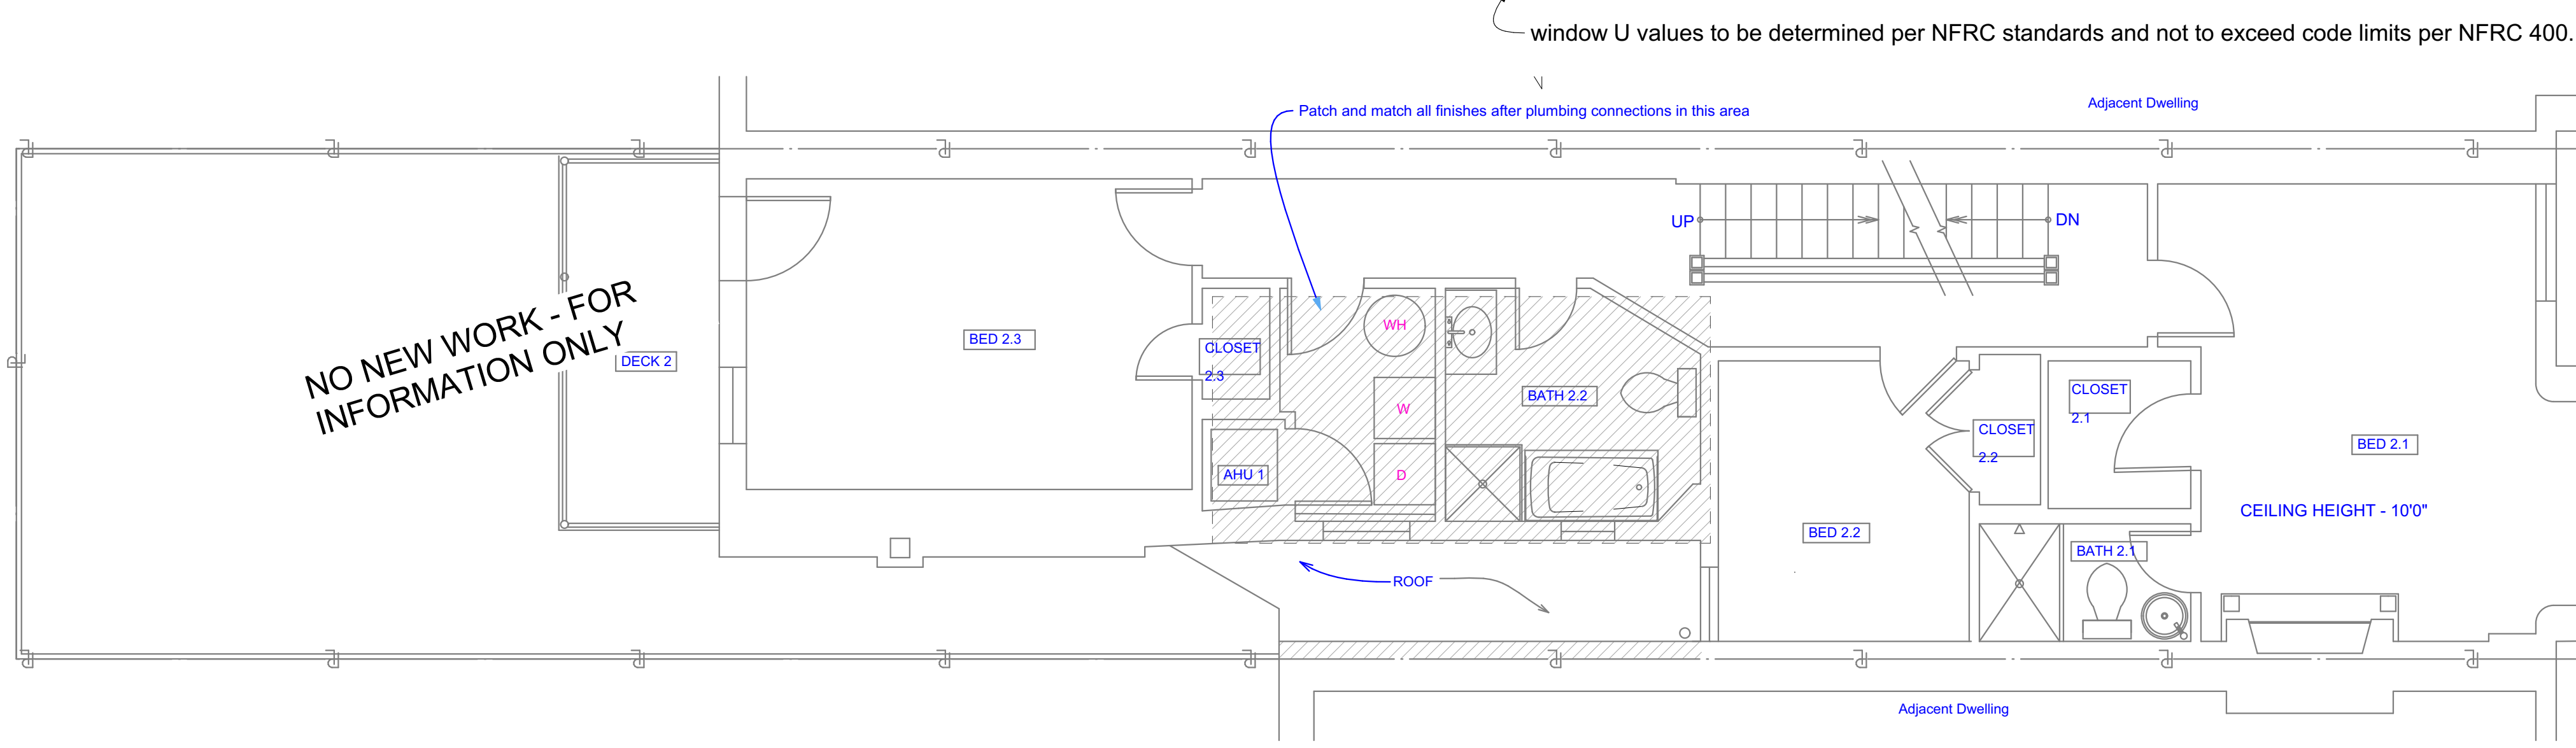 window U values to be determined per NFRC standards and not to exceed code limits per NFRC 400.
Adjacent Dwelling
Patch and match all finishes after plumbing connections in this area
UP
DN
NO NEW WORK - FOR
INFORMATION ONLY
DECK 2
BED 2.3
CLOSET
2.3
WH
W
D
AHU 1
BATH 2.2
CLOSET
2.2
CLOSET
2.1
BED 2.1
CEILING HEIGHT - 10'0"
BED 2.2
BATH 2.1
ROOF
Adjacent Dwelling